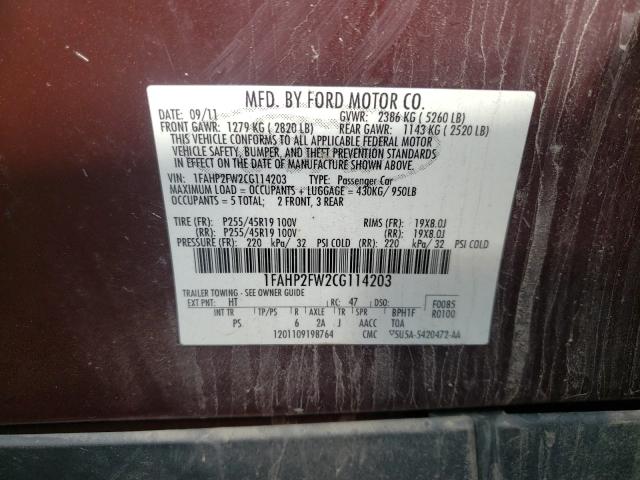 MFD. BY FORD MOTOR CO.
DATE: 09/11 GVWR: 2386 KG ( 5260 LB)
FRONT GAWR: 1279 KG ( 2820 LB) REAR GAWR: 1143 KG ( 2520 LB)
THIS VEHICLE CONFORMS TO ALL APPLICABLE FEDERAL MOTOR
VEHICLE SAFETY, BUMPER, AND THEFT PREVENTION STANDARDS
IN EFFECT ON THE DATE OF MANUFACTURE SHOWN ABOVE.
VIN: 1FAHP2FW2CG114203 TYPE: Passenger Car
MAXIMUM LOAD = OCCUPANTS + LUGGAGE = 430KG/ 950LB
OCCUPANTS = 5 TOTAL; 2 FRONT, 3 REAR
TIRE (FR): P255/45R19 100V RIMS (FR): 19X8.0J
(RR): P255/45R19 100V (RR): 19X8.0J
PRESSURE (FR): 220 kPa/ 32 PSI COLD (RR): 220 kPa/ 32 PSI COLD
1FAHP2FW2CG114203
TRAILER TOWING - SEE OWNER GUIDE
EXT PNT: HT RC: 47 DSO: F0085
INT TR TP/PS R AXLE TR SPR BPH1F R0100
PS 6 2A J AACC TOA
1201109198764 CMC 5U5A-5420472-AA